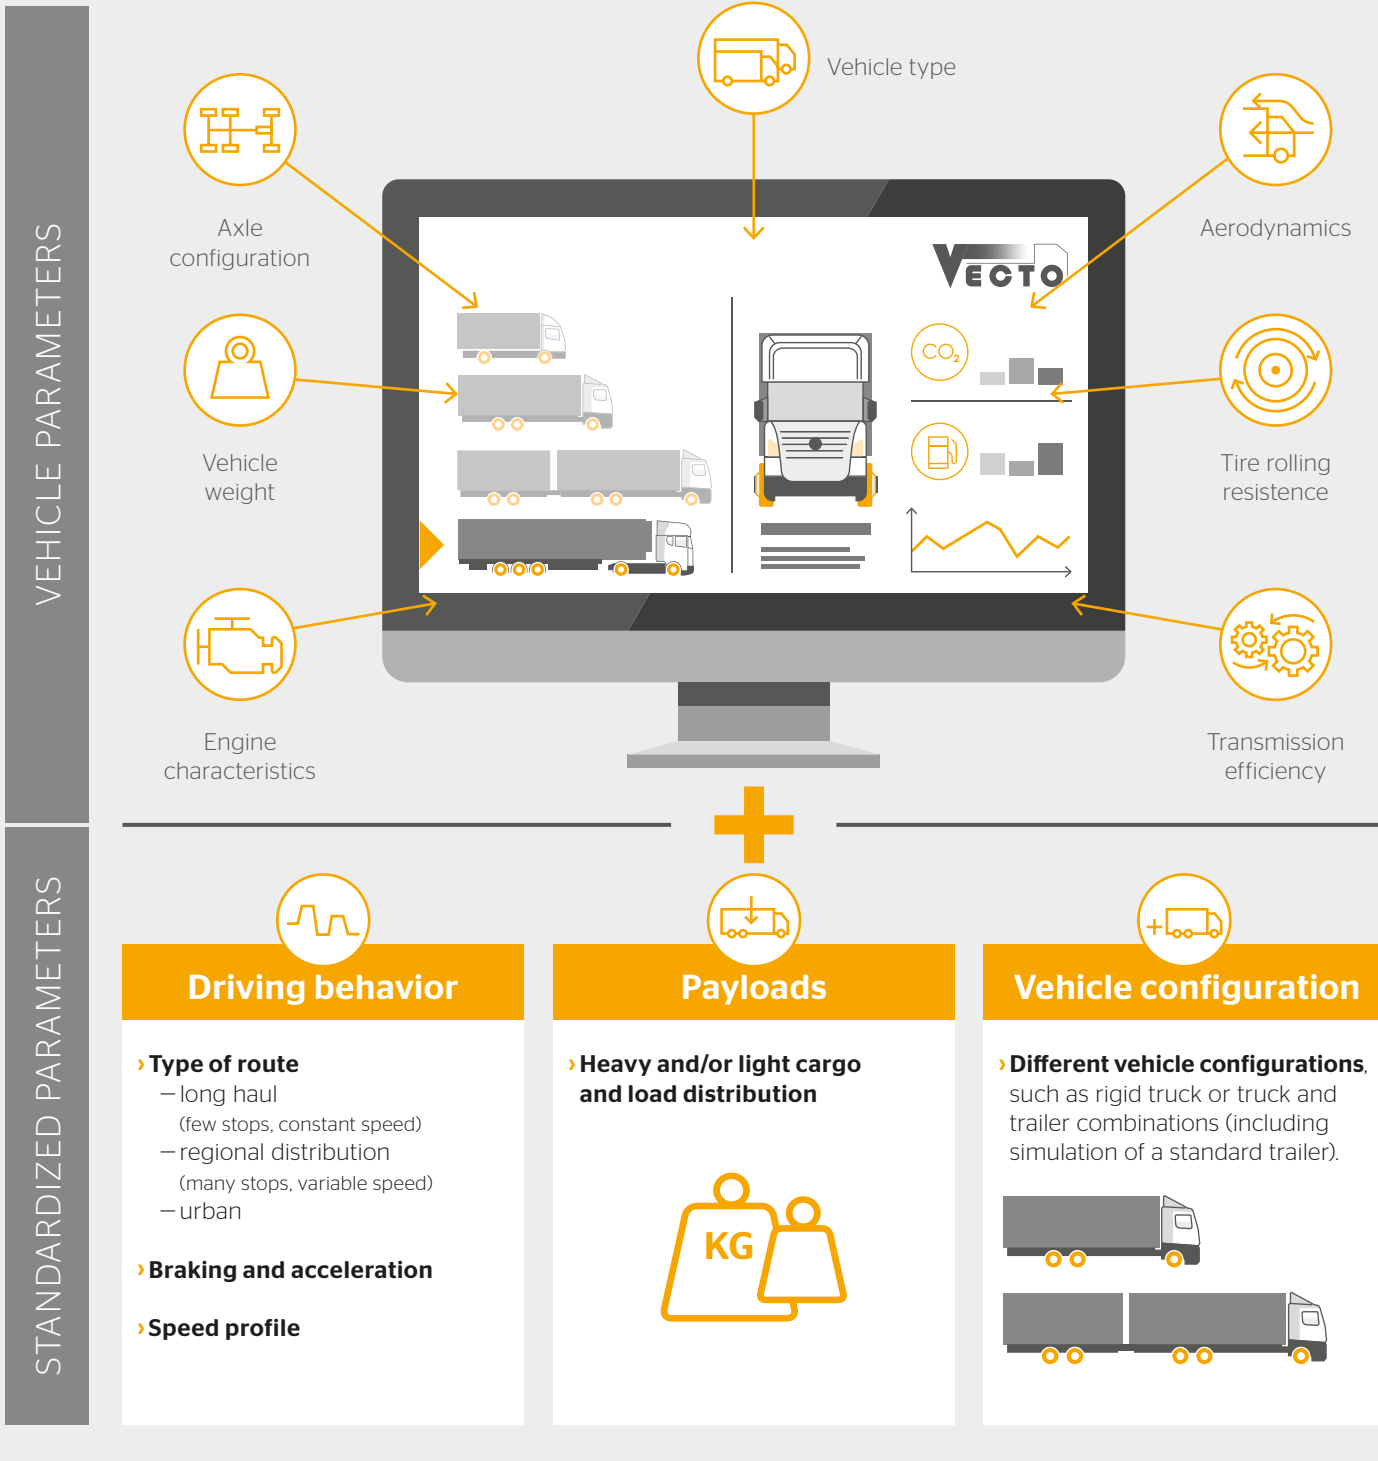 VEHICLE PARAMETERS
Vehicle type
Axle
configuration
Aerodynamics
VECTO
CO2
Vehicle
weight
Tire rolling
resistence
Engine
characteristics
Transmission
efficiency
STANDARDIZED PARAMETERS
Driving behavior
› Type of route
– long haul
(few stops, constant speed)
– regional distribution
(many stops, variable speed)
– urban
› Braking and acceleration
› Speed profile
Payloads
› Heavy and/or light cargo
and load distribution
KG
Vehicle configuration
› Different vehicle configurations,
such as rigid truck or truck and
trailer combinations (including
simulation of a standard trailer).